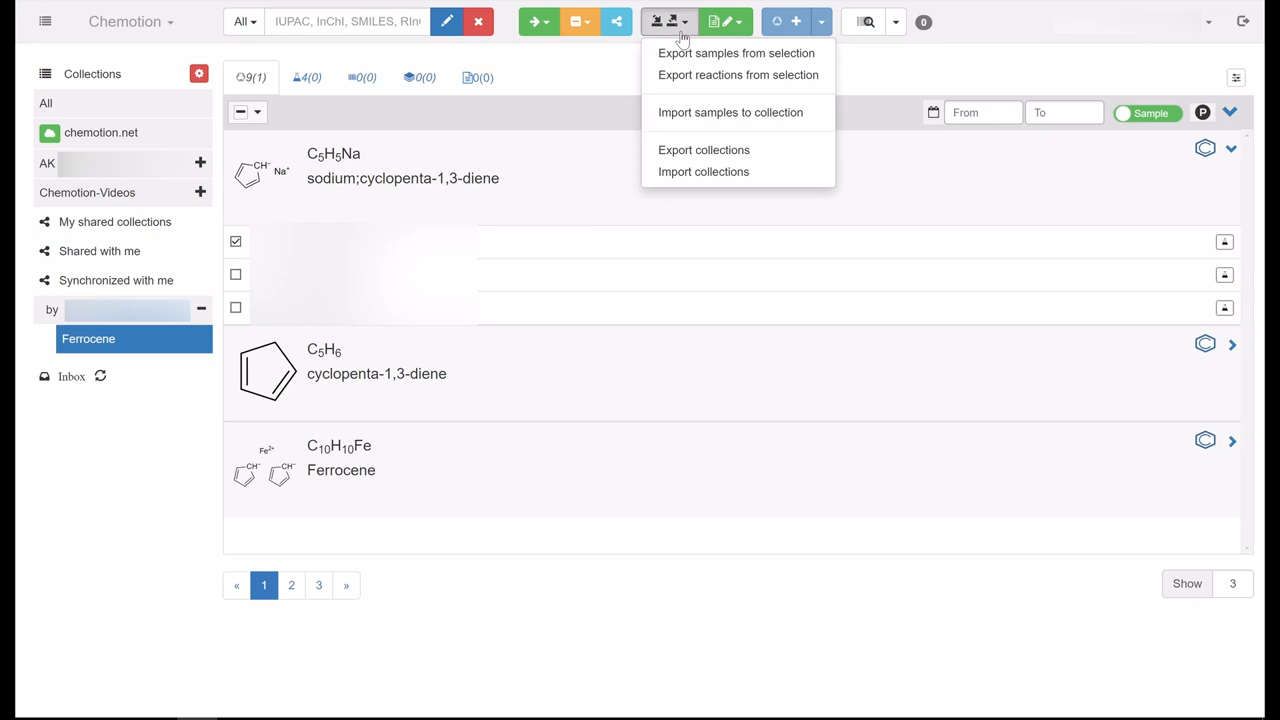 Chemotion
All
IUPAC, InChI, SMILES, RInC
0
Export samples from selection
Export reactions from selection
Import samples to collection
Export collections
Import collections
Collections
All
chemotion.net
AK
Chemotion-Videos
My shared collections
Shared with me
Synchronized with me
by
Ferrocene
Inbox
9(1)
4(0)
0(0)
0(0)
0(0)
From
To
Sample
P
CH⁻
Na⁺
C₅H₅Na
sodium;cyclopenta-1,3-diene
C₅H₆
cyclopenta-1,3-diene
Fe²⁺
CH⁻
CH⁻
C₁₀H₁₀Fe
Ferrocene
«
1
2
3
»
Show
3